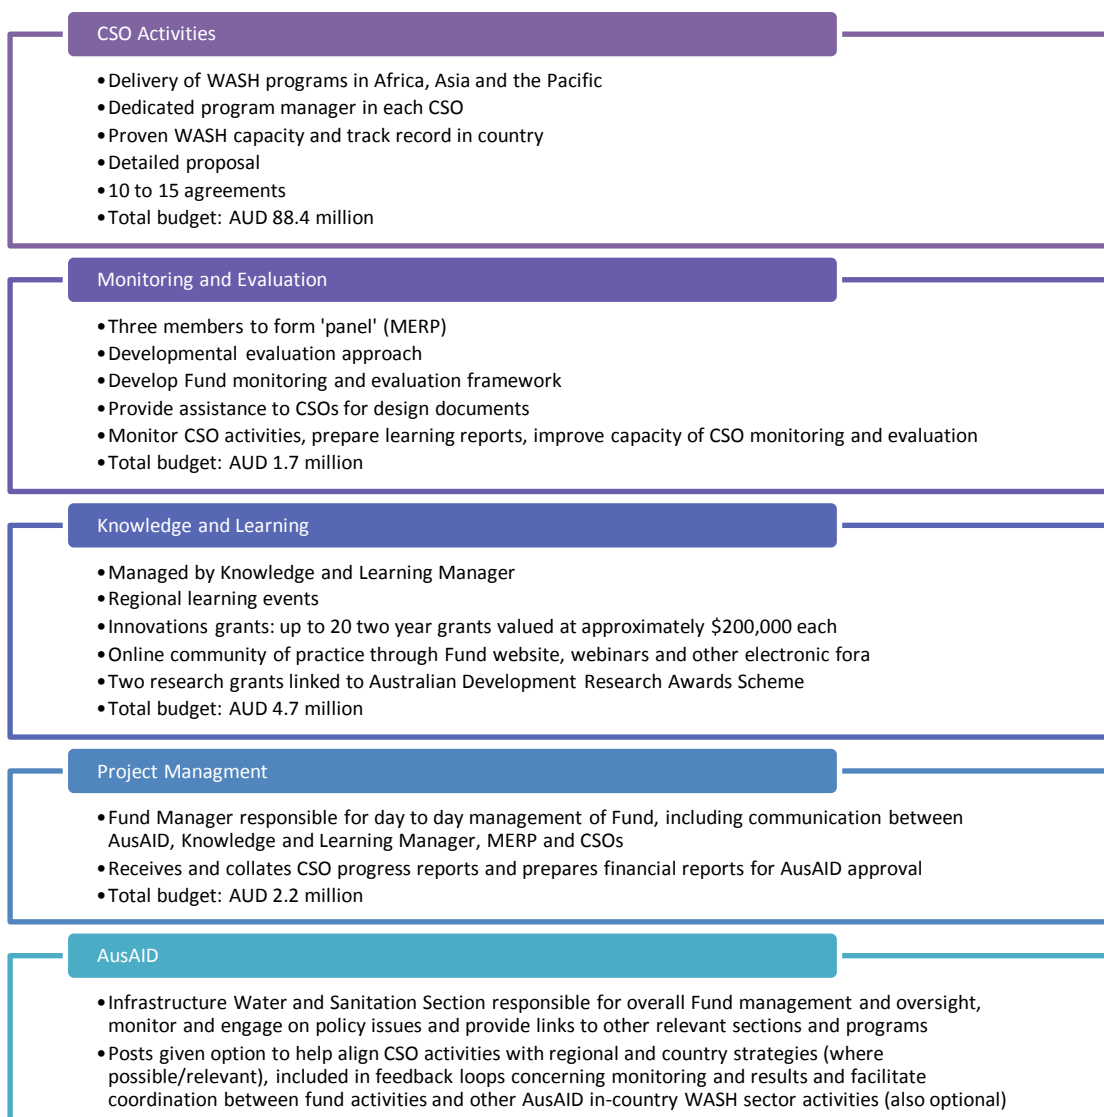 CSO Activities
•Delivery of WASH programs in Africa, Asia and the Pacific
•Dedicated program manager in each CSO
•Proven WASH capacity and track record in country
•Detailed proposal
•10 to 15 agreements
•Total budget: AUD 88.4 million
Monitoring and Evaluation
•Three members to form 'panel' (MERP)
•Developmental evaluation approach
•Develop Fund monitoring and evaluation framework
•Provide assistance to CSOs for design documents
•Monitor CSO activities, prepare learning reports, improve capacity of CSO monitoring and evaluation
•Total budget: AUD 1.7 million
Knowledge and Learning
•Managed by Knowledge and Learning Manager
•Regional learning events
•Innovations grants: up to 20 two year grants valued at approximately $200,000 each
•Online community of practice through Fund website, webinars and other electronic fora
•Two research grants linked to Australian Development Research Awards Scheme
•Total budget: AUD 4.7 million
Project Managment
•Fund Manager responsible for day to day management of Fund, including communication between
AusAID, Knowledge and Learning Manager, MERP and CSOs
•Receives and collates CSO progress reports and prepares financial reports for AusAID approval
•Total budget: AUD 2.2 million
AusAID
•Infrastructure Water and Sanitation Section responsible for overall Fund management and oversight,
monitor and engage on policy issues and provide links to other relevant sections and programs
•Posts given option to help align CSO activities with regional and country strategies (where
possible/relevant), included in feedback loops concerning monitoring and results and facilitate
coordination between fund activities and other AusAID in-country WASH sector activities (also optional)